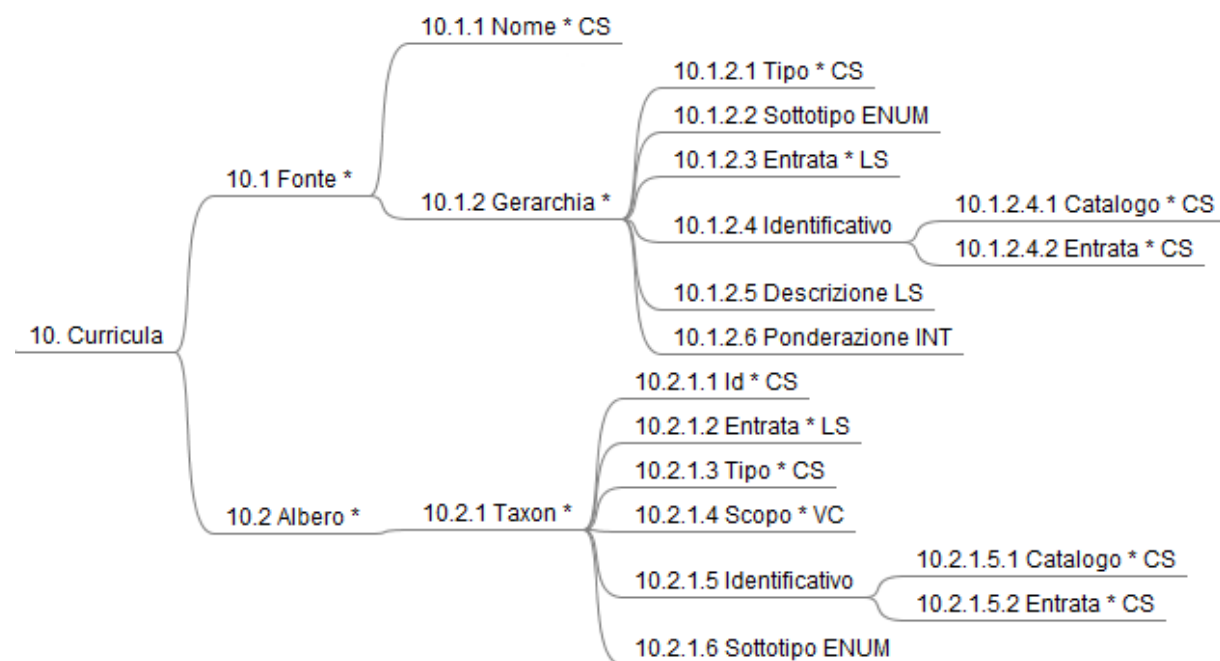 10. Curricula
10.1 Fonte *
10.1.1 Nome * CS
10.1.2 Gerarchia *
10.1.2.1 Tipo * CS
10.1.2.2 Sottotipo ENUM
10.1.2.3 Entrata * LS
10.1.2.4 Identificativo
10.1.2.4.1 Catalogo * CS
10.1.2.4.2 Entrata * CS
10.1.2.5 Descrizione LS
10.1.2.6 Ponderazione INT
10.2 Albero *
10.2.1 Taxon *
10.2.1.1 Id * CS
10.2.1.2 Entrata * LS
10.2.1.3 Tipo * CS
10.2.1.4 Scopo * VC
10.2.1.5 Identificativo
10.2.1.5.1 Catalogo * CS
10.2.1.5.2 Entrata * CS
10.2.1.6 Sottotipo ENUM